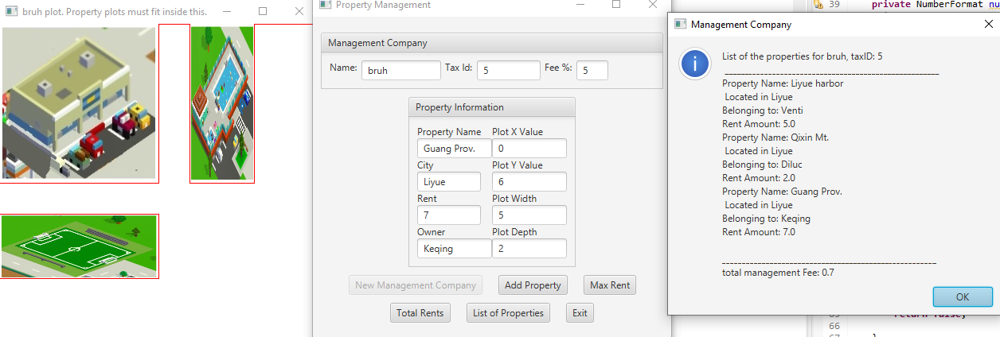 bruh plot. Property plots must fit inside this.
Property Management
Management Company
Name: bruh Tax Id: 5 Fee %: 5
Property Information
Property Name Plot X Value
Guang Prov. 0
City Plot Y Value
Liyue 6
Rent Plot Width
7 5
Owner Plot Depth
Keqing 2
New Management Company Add Property Max Rent
Total Rents List of Properties Exit
39 private NumberFormat nu
Management Company
List of the properties for bruh, taxID: 5
Property Name: Liyue harbor
Located in Liyue
Belonging to: Venti
Rent Amount: 5.0
Property Name: Qixin Mt.
Located in Liyue
Belonging to: Diluc
Rent Amount: 2.0
Property Name: Guang Prov.
Located in Liyue
Belonging to: Keqing
Rent Amount: 7.0
total management Fee: 0.7
OK
66